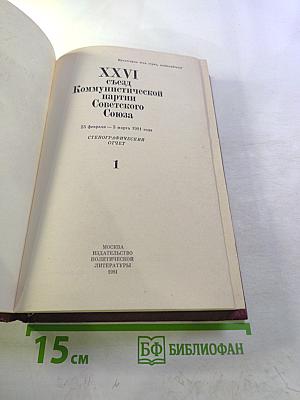 Пролетарии всех стран, соединяйтесь!
XXVI
съезд
Коммунистической
партии
Советского
Союза
23 февраля — 3 марта 1981 года
СТЕНОГРАФИЧЕСКИЙ
ОТЧЕТ
1
МОСКВА
ИЗДАТЕЛЬСТВО
ПОЛИТИЧЕСКОЙ
ЛИТЕРАТУРЫ
1981
15 см
БФ БИБЛИОФАН